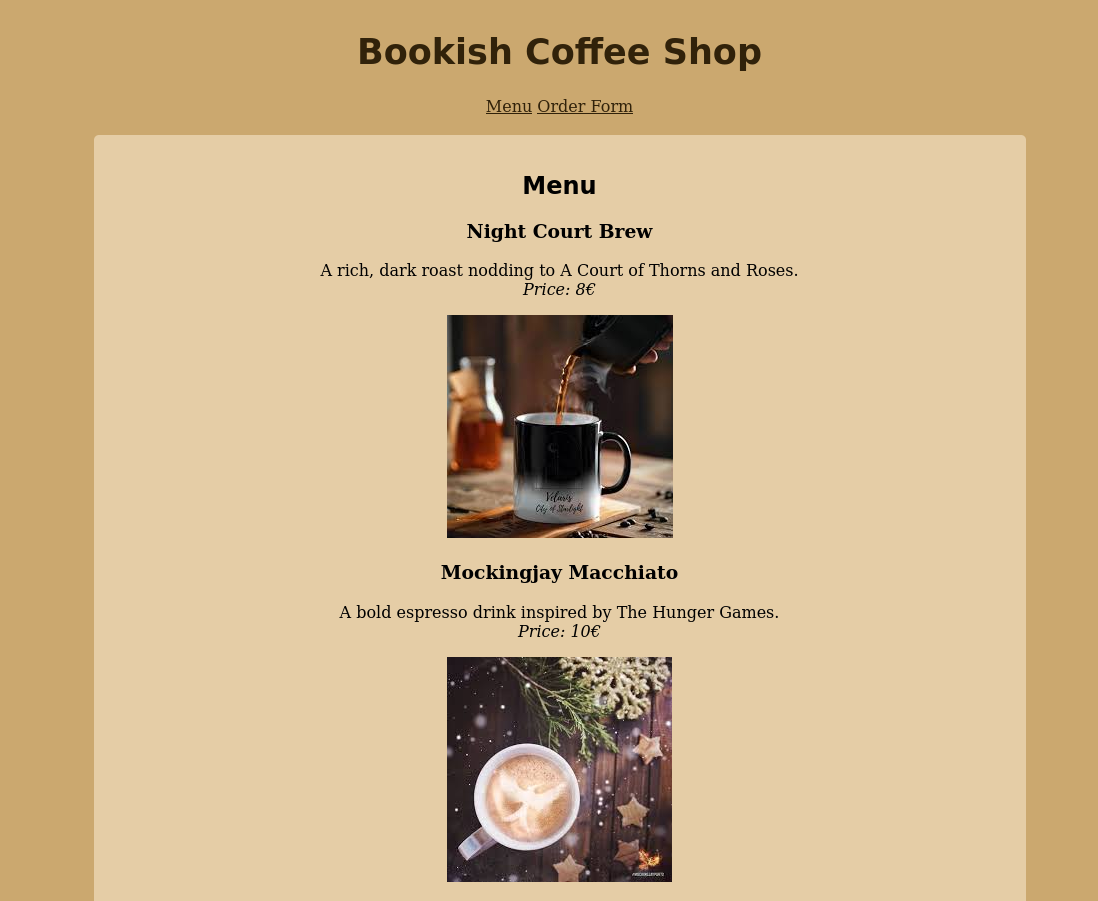 Bookish Coffee Shop
Menu Order Form
Menu
Night Court Brew
A rich, dark roast nodding to A Court of Thorns and Roses.
Price: 8€
Velaris
City of Starlight
Mockingjay Macchiato
A bold espresso drink inspired by The Hunger Games.
Price: 10€